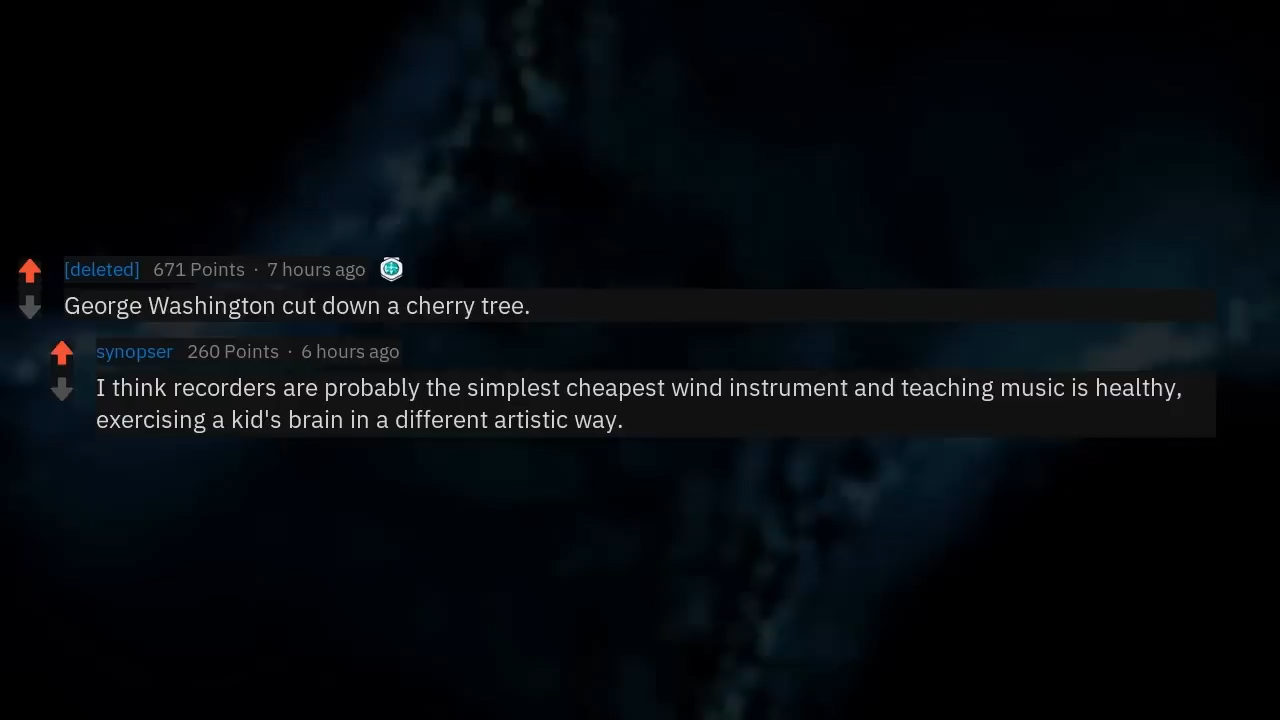 [deleted] 671 Points · 7 hours ago
George Washington cut down a cherry tree.
synopser 260 Points · 6 hours ago
I think recorders are probably the simplest cheapest wind instrument and teaching music is healthy,
exercising a kid's brain in a different artistic way.